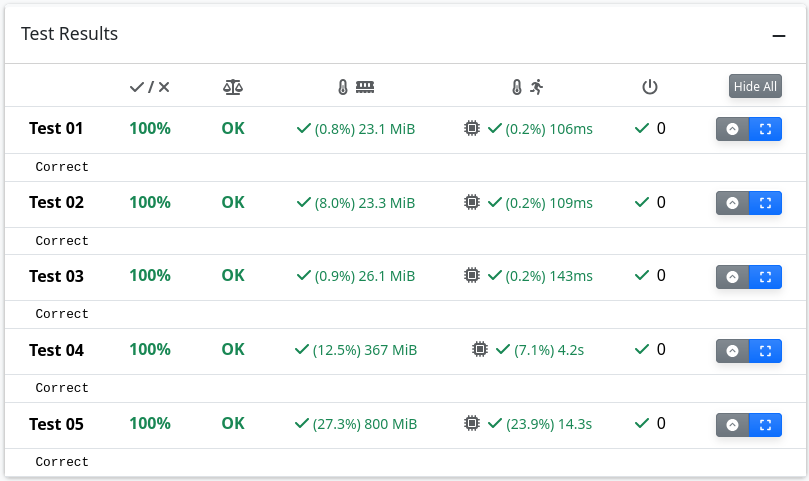 Test Results
✓ / ✕ Hide All
Test 01 100% OK ✓ (0.8%) 23.1 MiB ✓ (0.2%) 106ms ✓ 0
Correct
Test 02 100% OK ✓ (8.0%) 23.3 MiB ✓ (0.2%) 109ms ✓ 0
Correct
Test 03 100% OK ✓ (0.9%) 26.1 MiB ✓ (0.2%) 143ms ✓ 0
Correct
Test 04 100% OK ✓ (12.5%) 367 MiB ✓ (7.1%) 4.2s ✓ 0
Correct
Test 05 100% OK ✓ (27.3%) 800 MiB ✓ (23.9%) 14.3s ✓ 0
Correct